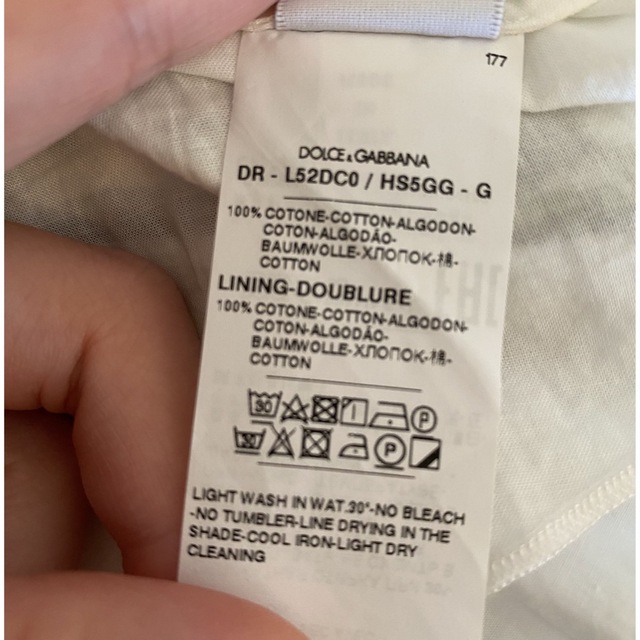 177
DOLCE & GABBANA
DR - L52DC0 / HS5GG - G
100% COTONE-COTTON-ALGODON-
COTON-ALGODÃO-
BAUMWOLLE-ХЛОПОК-棉-
COTTON
LINING-DOUBLURE
100% COTONE-COTTON-ALGODON-
COTON-ALGODÃO-
BAUMWOLLE-ХЛОПОК-棉-
COTTON
30 P
30 P
LIGHT WASH IN WAT.30°-NO BLEACH
-NO TUMBLER-LINE DRYING IN THE
SHADE-COOL IRON-LIGHT DRY
CLEANING